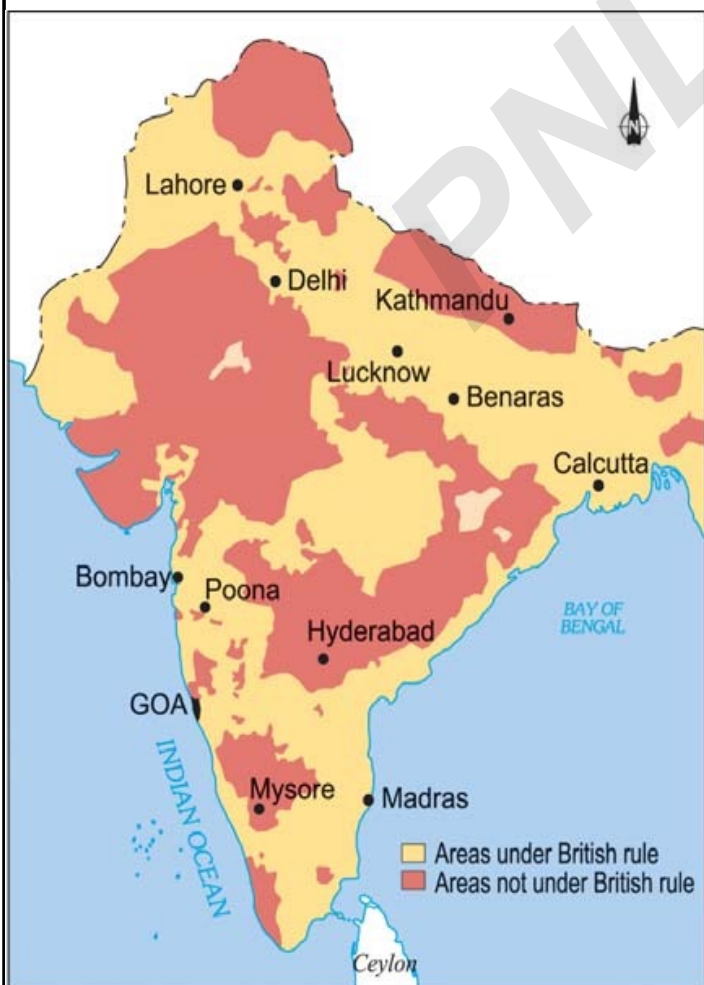 PNL
N
Lahore
Delhi
Kathmandu
Lucknow
Benaras
Calcutta
Bombay
Poona
BAY OF
BENGAL
Hyderabad
GOA
INDIAN OCEAN
Mysore
Madras
Areas under British rule
Areas not under British rule
Ceylon